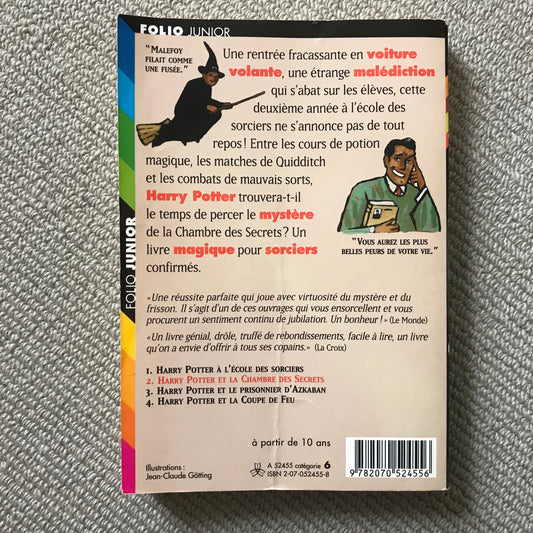 FOLIO JUNIOR
"MALEFOY
FILAIT COMME
UNE FUSÉE."
Une rentrée fracassante en voiture
volante, une étrange malédiction
qui s'abat sur les élèves, cette
deuxième année à l'école des
sorciers ne s'annonce pas de tout
repos! Entre les cours de potion
magique, les matches de Quidditch
et les combats de mauvais sorts,
Harry Potter trouvera-t-il
le temps de percer le mystère
de la Chambre des Secrets? Un
livre magique pour sorciers
confirmés.
"VOUS AUREZ LES PLUS
BELLES PEURS DE VOTRE VIE."
FOLIO JUNIOR
«Une réussite parfaite qui joue avec virtuosité du mystère et du
frisson. Il s'agit d'un de ces ouvrages qui vous ensorcellent et vous
procurent un sentiment continu de jubilation. Un bonheur!» (Le Monde)
«Un livre génial, drôle, truffé de rebondissements, facile à lire, un livre
qu'on a envie d'offrir à tous ses copains.» (La Croix)
1. HARRY POTTER À L'ÉCOLE DES SORCIERS
2. HARRY POTTER ET LA CHAMBRE DES SECRETS
3. HARRY POTTER ET LE PRISONNIER D'AZKABAN
4. HARRY POTTER ET LA COUPE DE FEU
à partir de 10 ans
Illustrations :
Jean-Claude Götting
A 52455 catégorie 6
ISBN 2-07-052455-8
9 782070 524556